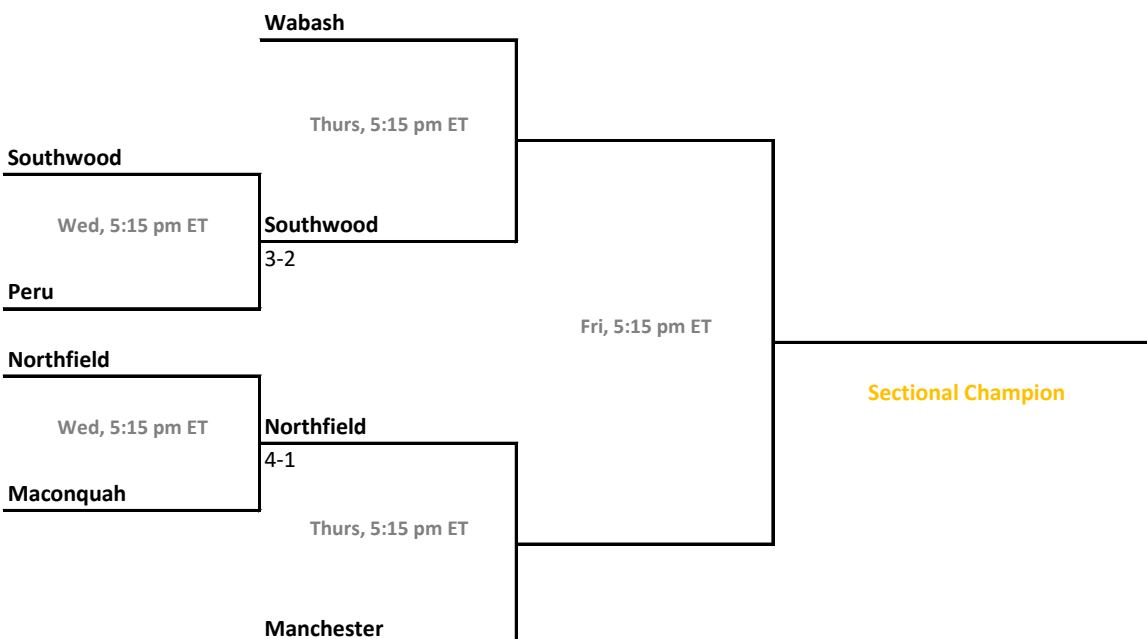 Wabash
Thurs, 5:15 pm ET
Southwood
Wed, 5:15 pm ET
Southwood
3-2
Peru
Fri, 5:15 pm ET
Northfield
Sectional Champion
Wed, 5:15 pm ET
Northfield
4-1
Maconquah
Thurs, 5:15 pm ET
Manchester